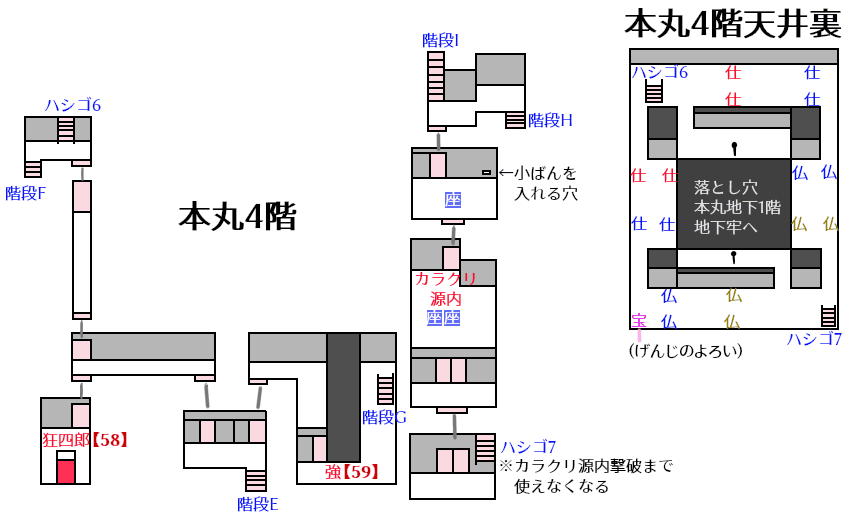 本丸4階天井裏
階段I
ハシゴ6
仕
仕
ハシゴ6
仕
仕
階段H
←小ばんを
入れる穴
仕
仕
落とし穴
本丸地下1階
地下牢へ
仏
仏
階段F
座
本丸4階
仕
仕
仏
仏
カラクリ
源内
座座
仏
仏
宝
仏
仏
ハシゴ7
(げんじのよろい)
階段G
狂四郎【58】
強【59】
ハシゴ7
※カラクリ源内撃破まで
使えなくなる
階段E